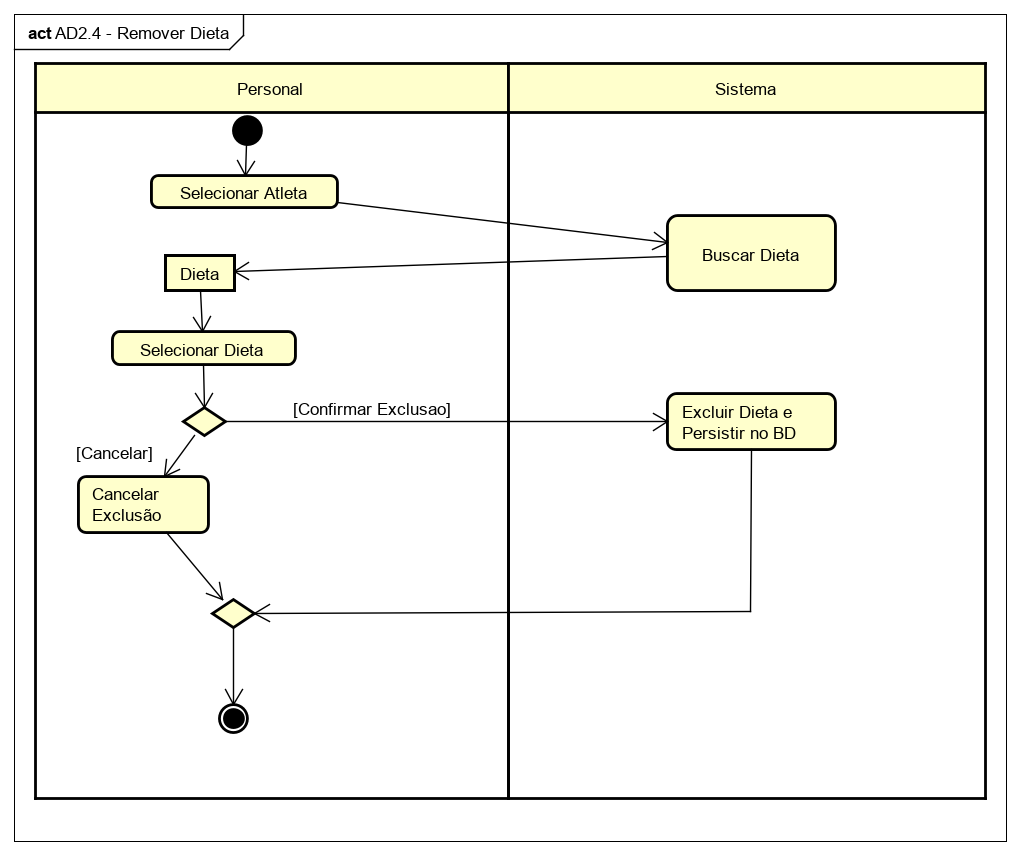 act AD2.4 - Remover Dieta
Personal
Sistema
Selecionar Atleta
Buscar Dieta
Dieta
Selecionar Dieta
[Confirmar Exclusao]
Excluir Dieta e
Persistir no BD
[Cancelar]
Cancelar
Exclusão